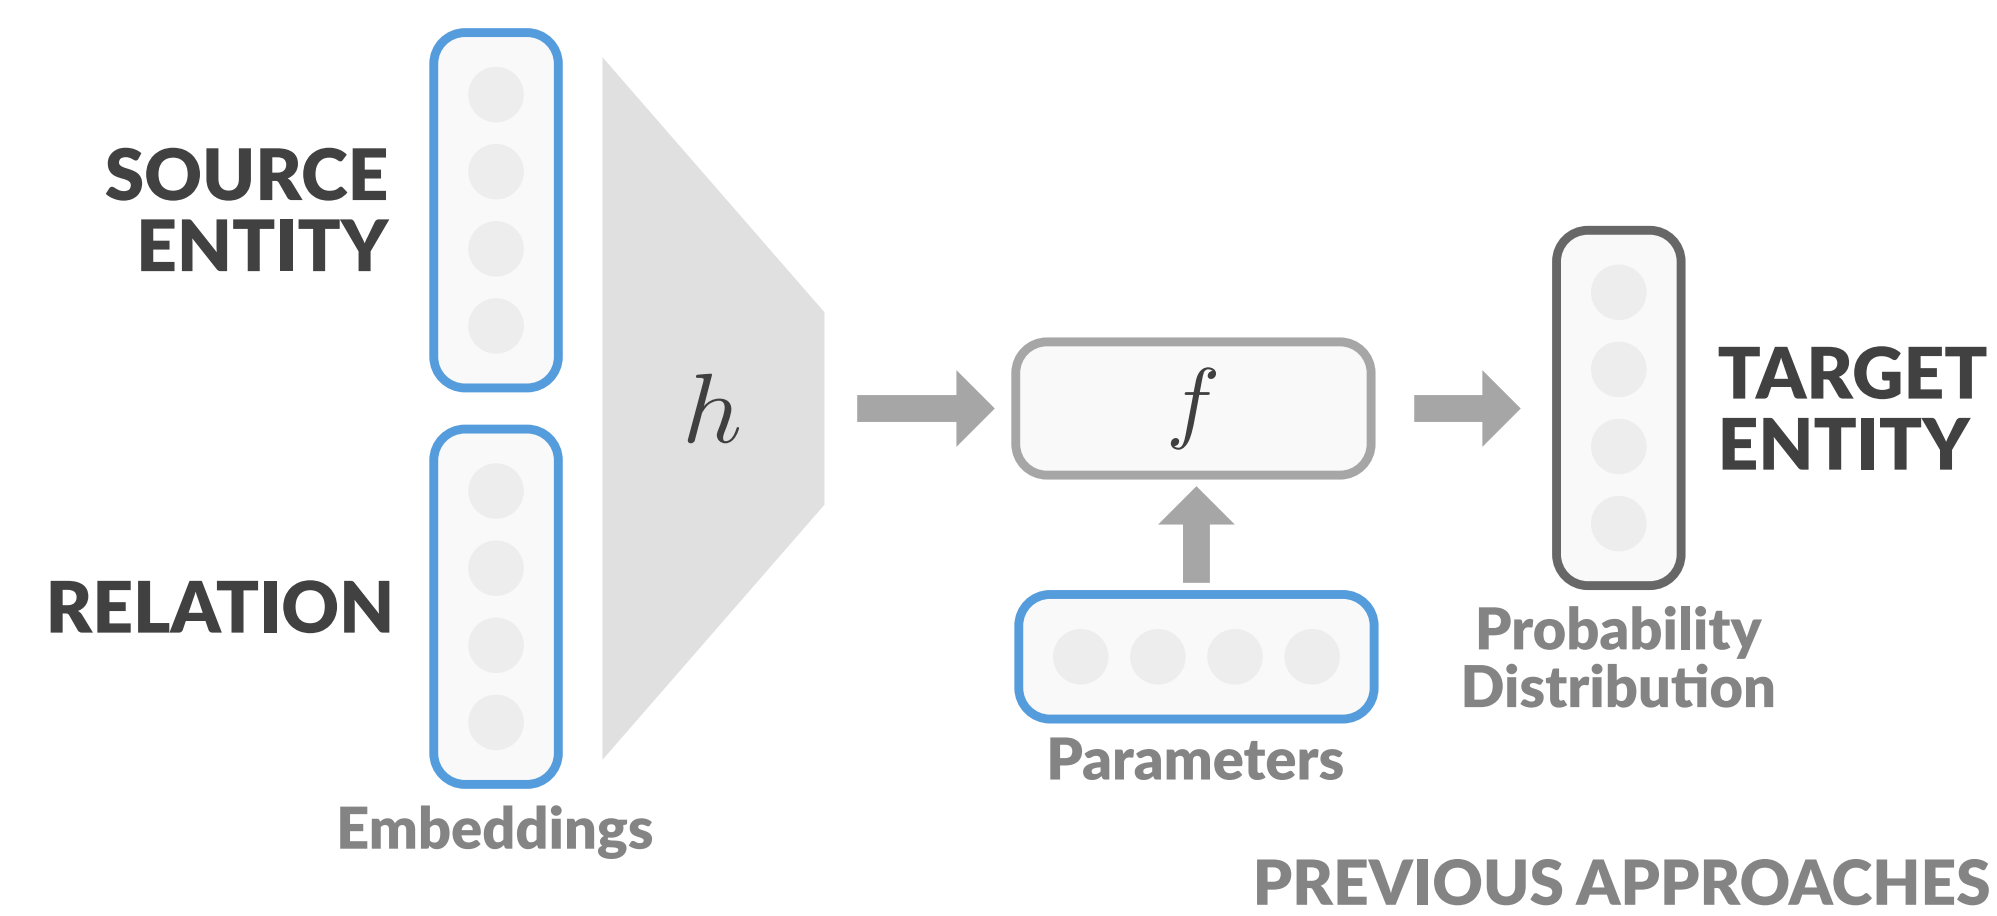 SOURCE
ENTITY
RELATION
Embeddings
h
f
Parameters
TARGET
ENTITY
Probability
Distribution
PREVIOUS APPROACHES